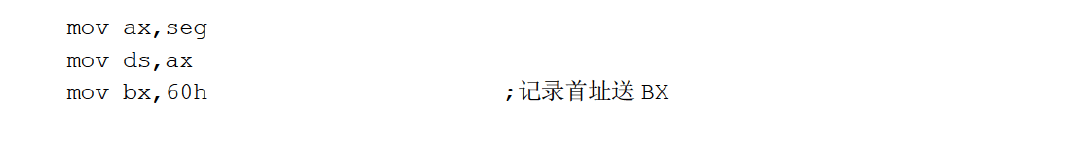 mov ax,seg
mov ds,ax
mov bx,60h ;记录首址送 BX